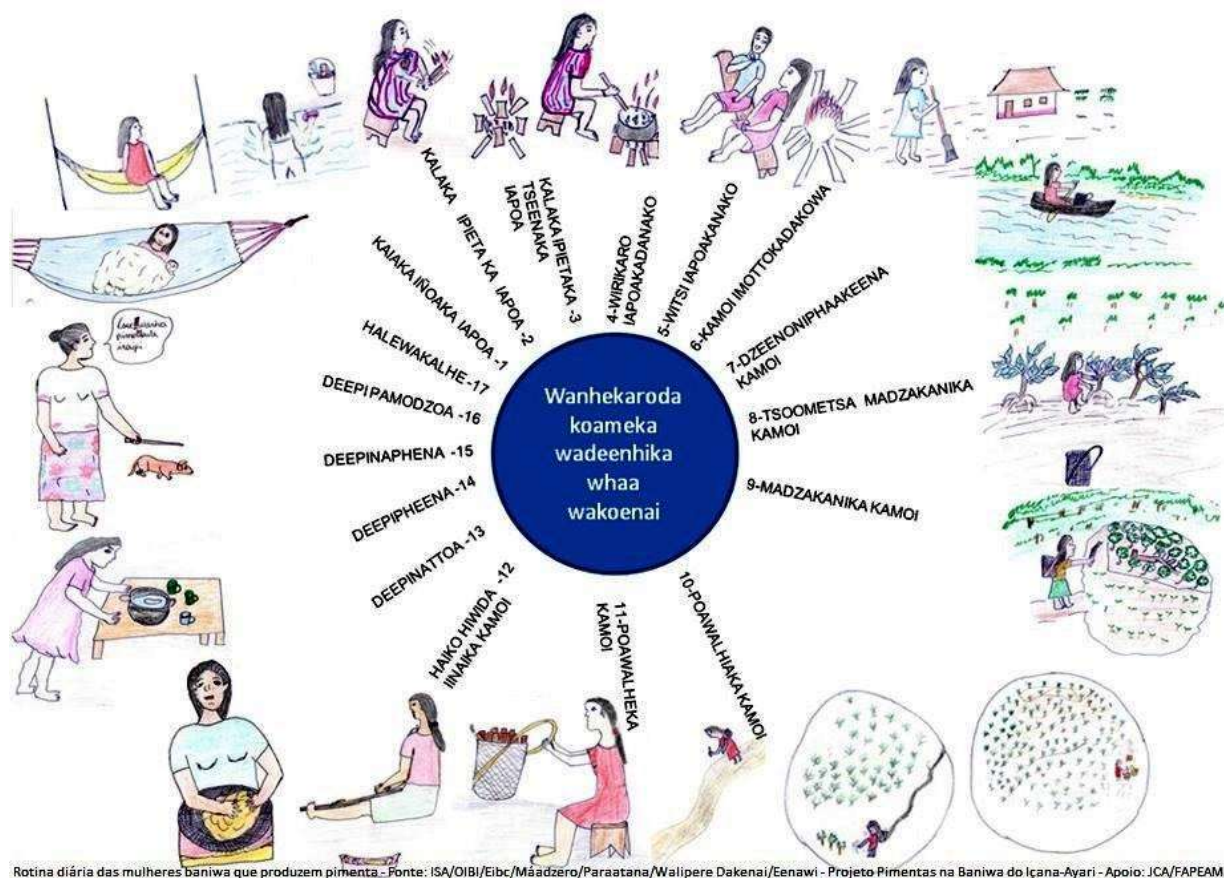 KAIAKA IÑOAKA IAPOA -1
KALAKA IPIETA KA IAPOA -2
KALAKA IPIETAKA -3
TSEENAKA
IAPOA
4-WIRIKARO
IAPOAKADANAKO
5-WITSI IAPOAKANAKO
6-KAMOI IMOTTOKADAKOWA
7-DZEENONIPHAAKEENA
KAMOI
8-TSOOMETSA MADZAKANIKA
KAMOI
9-MADZAKANIKA KAMOI
10-POAWALHIAKA KAMOI
11-POAWALHEKA
KAMOI
HAIKO HIWIDA -12
IINAIKA KAMOI
DEEPINATTOA -13
DEEPIPHEENA -14
DEEPINAPHENA -15
DEEPI PAMODZOA -16
HALEWAKALHE -17
Wanhekaroda
koameka
wadeenhika
whaa
wakoenai
Rotina diária das mulheres baniwa que produzem pimenta - Fonte: ISA/OIBI/Eibc/Máadzero/Paraatana/Walipere Dakenai/Eenawi - Projeto Pimentas na Baniwa do Içana-Ayari - Apoio: JCA/FAPEAM